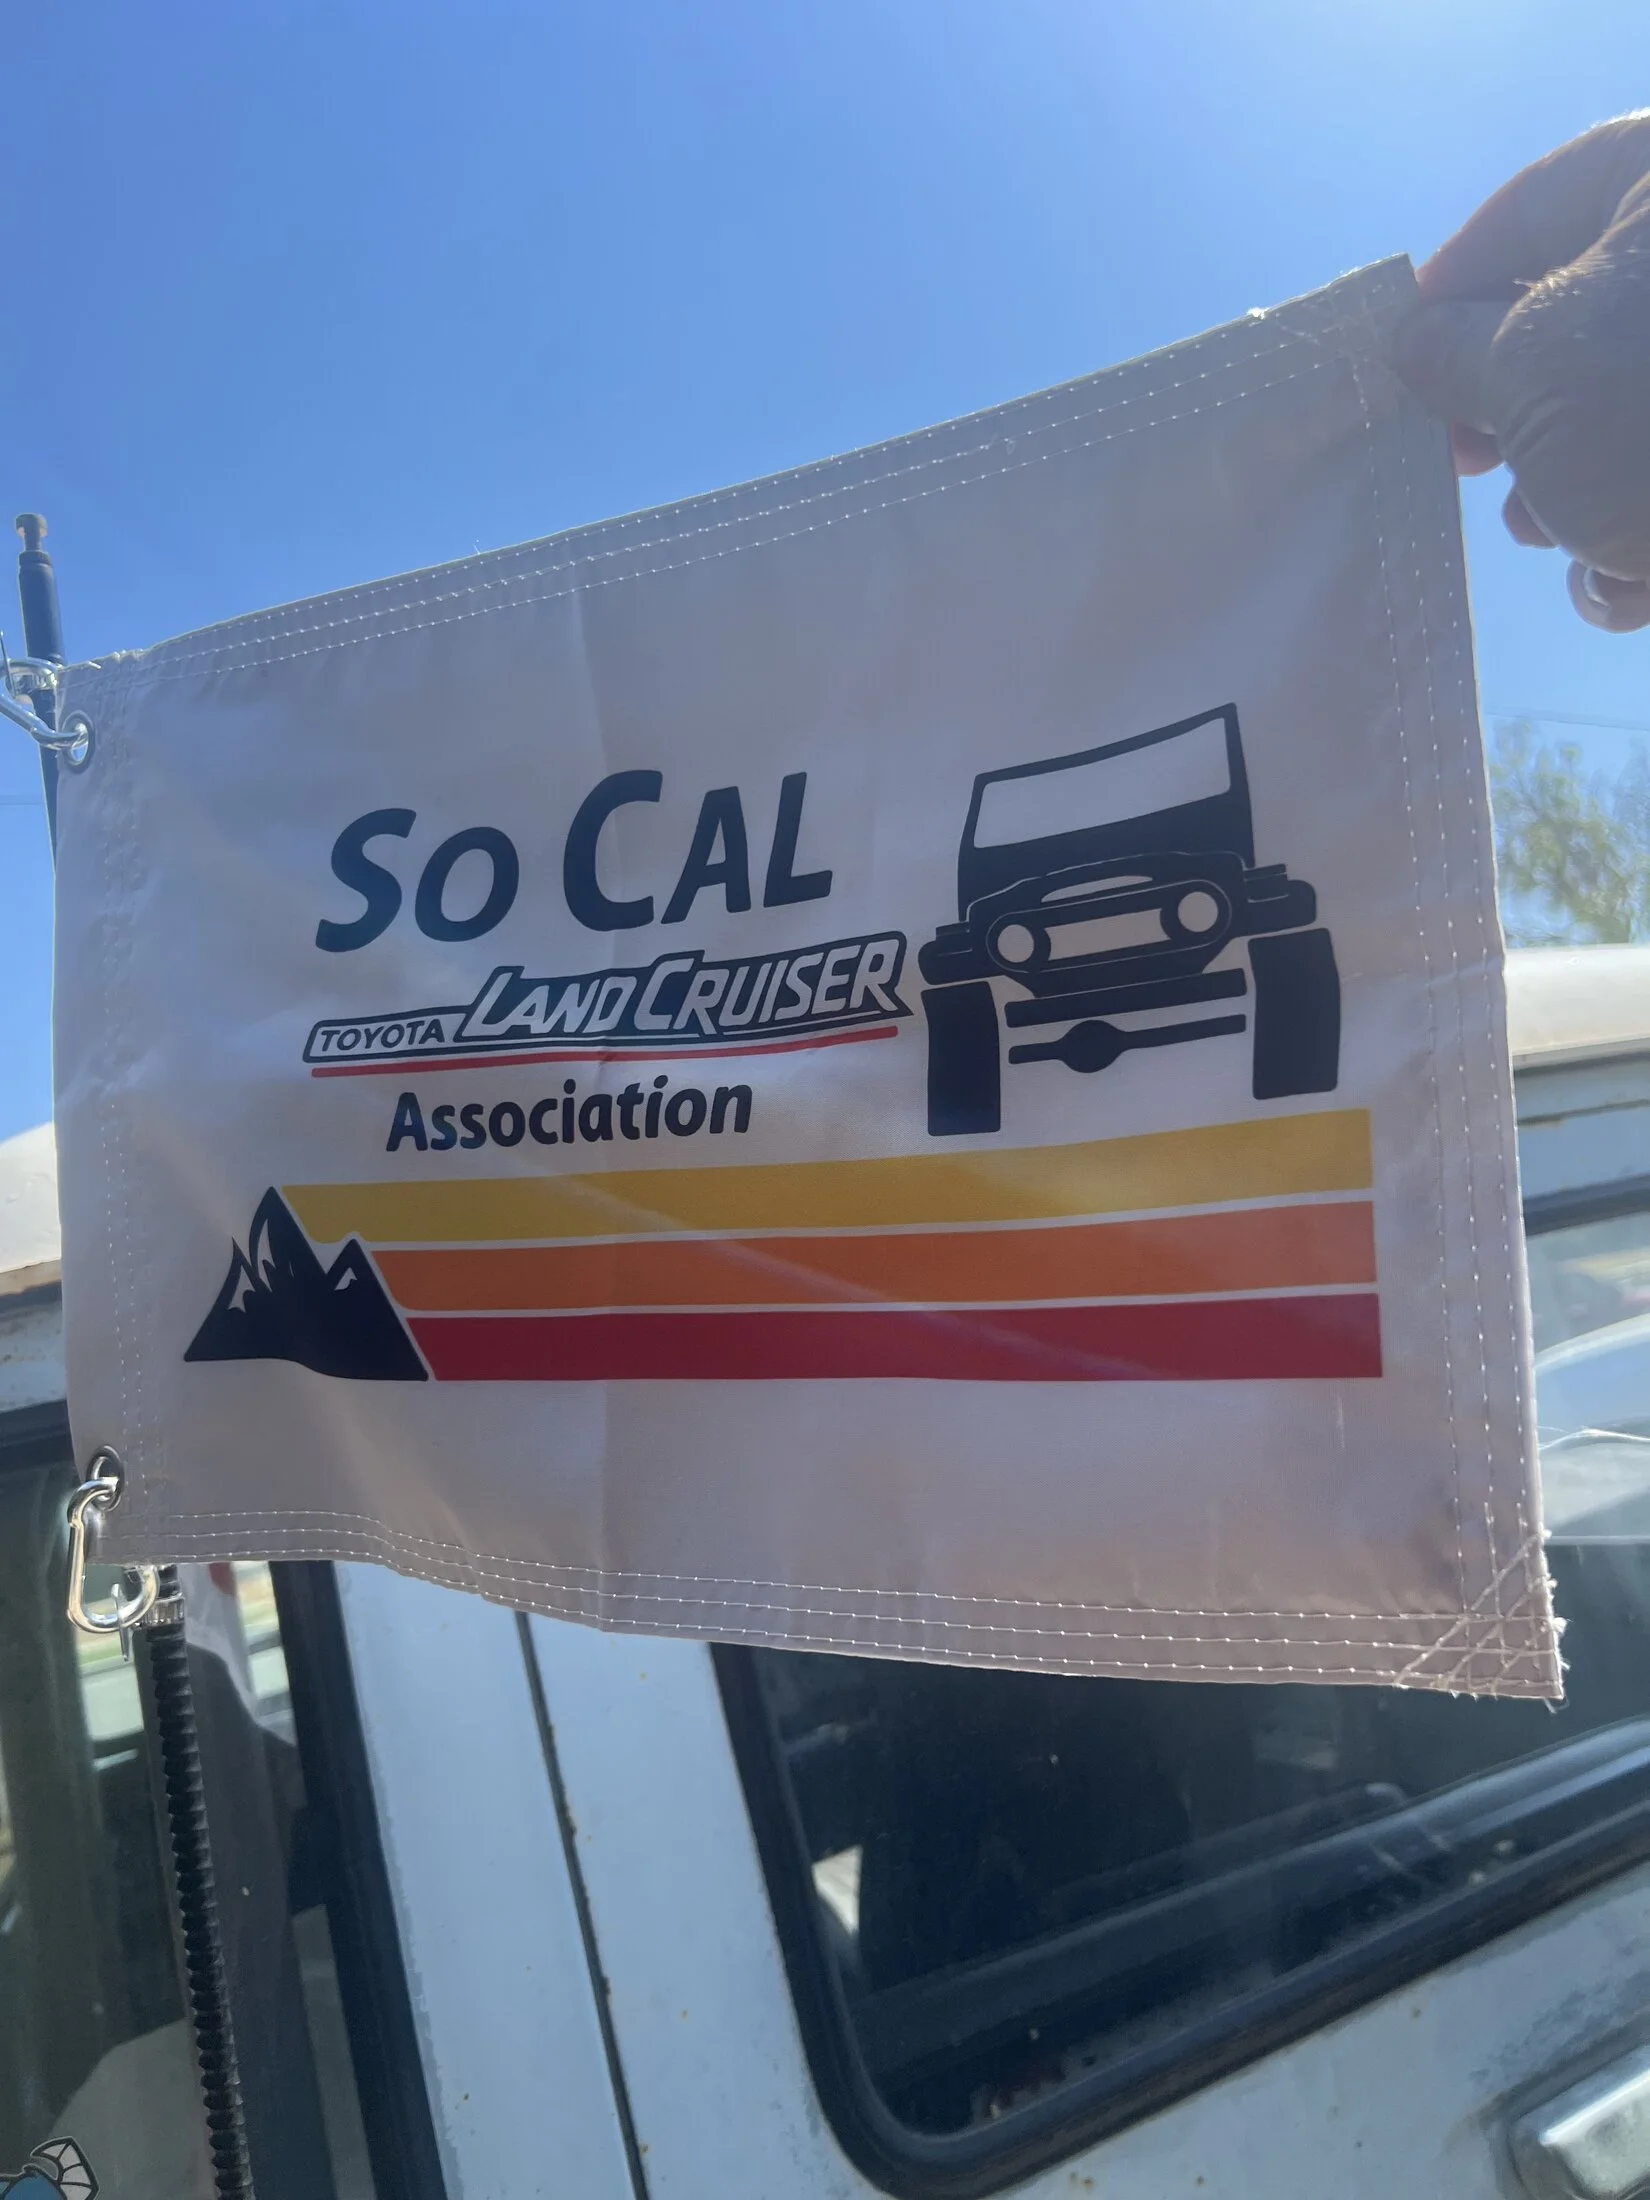 So CAL
TOYOTA LAND CRUISER
Association